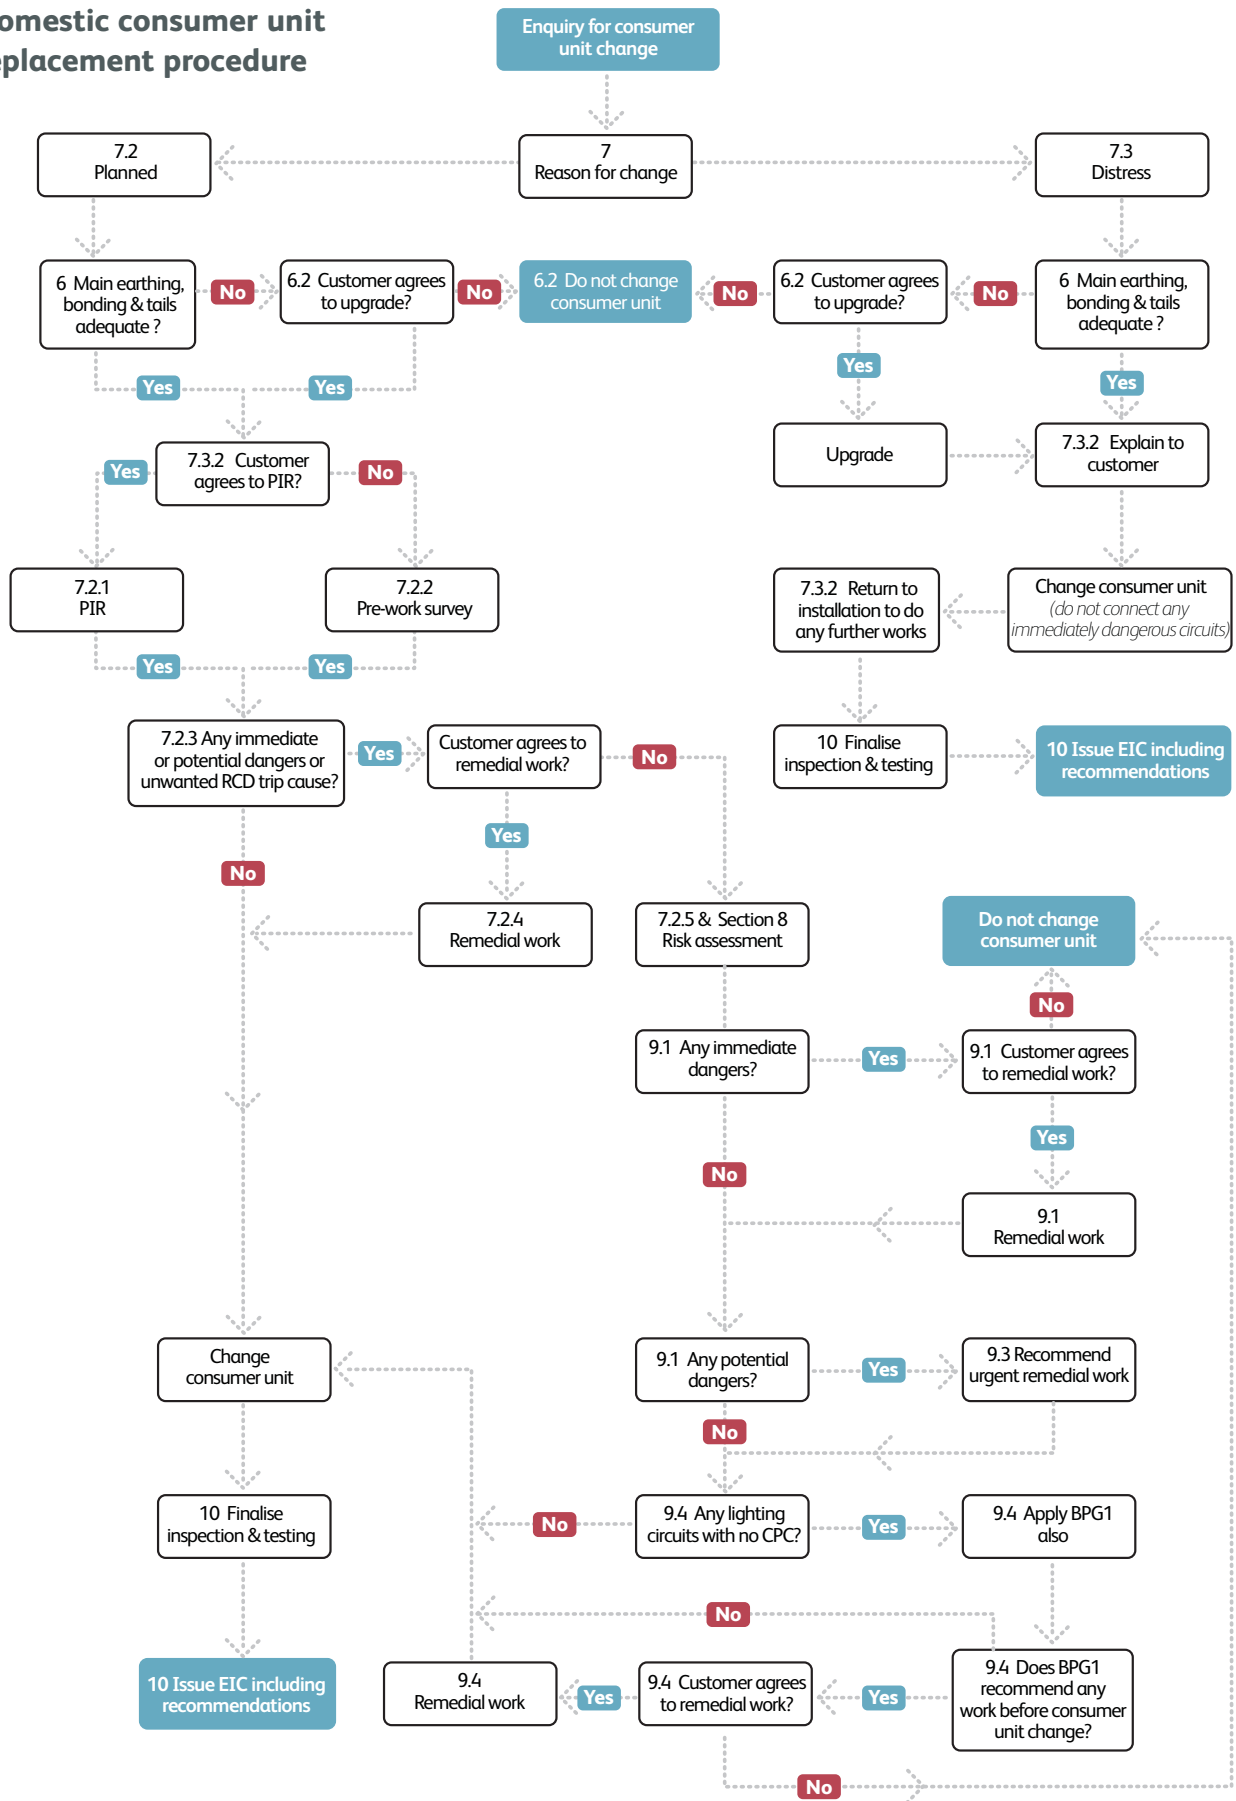 omestic consumer unit
eplacement procedure
Enquiry for consumer
unit change
7.2
Planned
7
Reason for change
7.3
Distress
6 Main earthing,
bonding & tails
adequate ?
No
6.2 Customer agrees
to upgrade?
No
6.2 Do not change
consumer unit
No
6.2 Customer agrees
to upgrade?
No
6 Main earthing,
bonding & tails
adequate ?
Yes
Yes
Yes
Yes
Yes
7.3.2 Customer
agrees to PIR?
No
Upgrade
7.3.2 Explain to
customer
7.2.1
PIR
7.2.2
Pre-work survey
7.3.2 Return to
installation to do
any further works
Change consumer unit
(do not connect any
immediately dangerous circuits)
Yes
Yes
7.2.3 Any immediate
or potential dangers or
unwanted RCD trip cause?
Yes
Customer agrees to
remedial work?
No
10 Finalise
inspection & testing
10 Issue EIC including
recommendations
Yes
No
7.2.4
Remedial work
7.2.5 & Section 8
Risk assessment
Do not change
consumer unit
No
9.1 Any immediate
dangers?
Yes
9.1 Customer agrees
to remedial work?
Yes
No
9.1
Remedial work
Change
consumer unit
9.1 Any potential
dangers?
Yes
9.3 Recommend
urgent remedial work
No
10 Finalise
inspection & testing
No
9.4 Any lighting
circuits with no CPC?
Yes
9.4 Apply BPG1
also
No
10 Issue EIC including
recommendations
9.4
Remedial work
Yes
9.4 Customer agrees
to remedial work?
Yes
9.4 Does BPG1
recommend any
work before consumer
unit change?
No